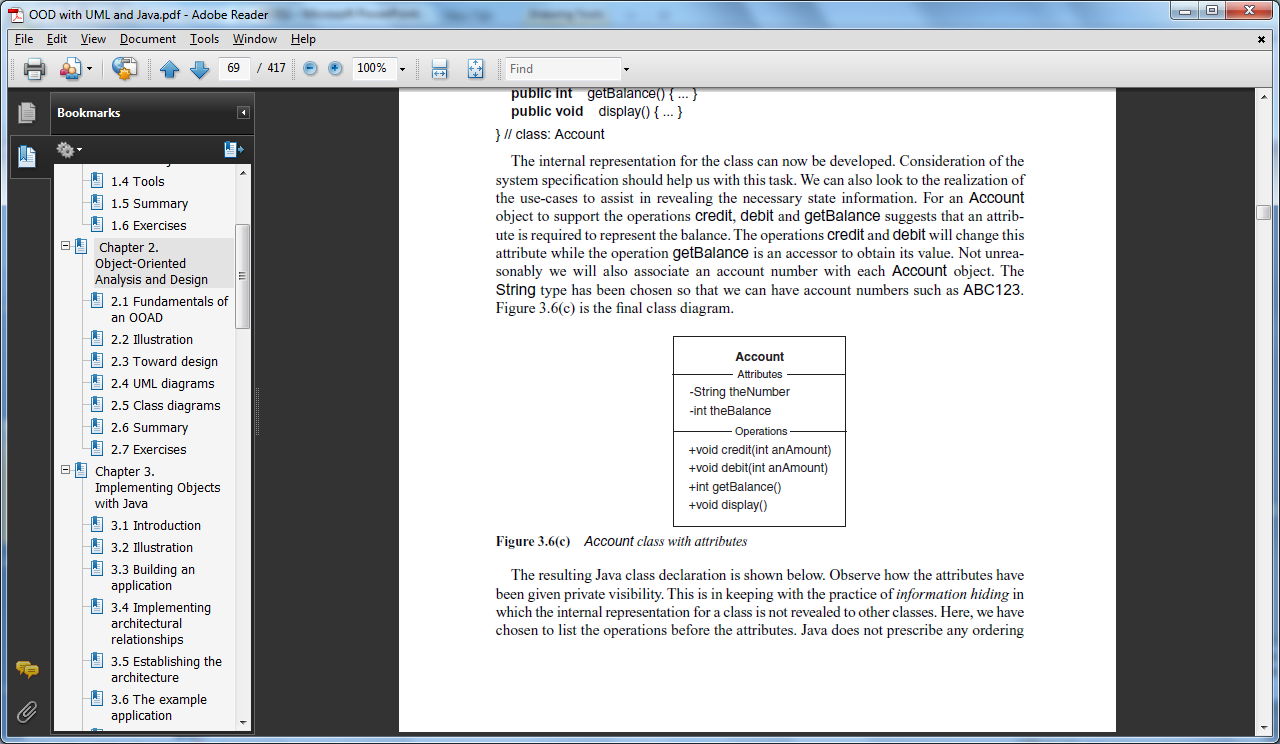 OOD with UML and Java.pdf - Adobe Reader
File Edit View Document Tools Window Help
69 / 417 100% Find
Bookmarks
1.4 Tools
1.5 Summary
1.6 Exercises
Chapter 2.
Object-Oriented
Analysis and Design
2.1 Fundamentals of
an OOAD
2.2 Illustration
2.3 Toward design
2.4 UML diagrams
2.5 Class diagrams
2.6 Summary
2.7 Exercises
Chapter 3.
Implementing Objects
with Java
3.1 Introduction
3.2 Illustration
3.3 Building an
application
3.4 Implementing
architectural
relationships
3.5 Establishing the
architecture
3.6 The example
application
public int getBalance() { ... }
public void display() { ... }
} // class: Account
The internal representation for the class can now be developed. Consideration of the
system specification should help us with this task. We can also look to the realization of
the use-cases to assist in revealing the necessary state information. For an Account
object to support the operations credit, debit and getBalance suggests that an attrib-
ute is required to represent the balance. The operations credit and debit will change this
attribute while the operation getBalance is an accessor to obtain its value. Not unrea-
sonably we will also associate an account number with each Account object. The
String type has been chosen so that we can have account numbers such as ABC123.
Figure 3.6(c) is the final class diagram.
Account
Attributes
-String theNumber
-int theBalance
Operations
+void credit(int anAmount)
+void debit(int anAmount)
+int getBalance()
+void display()
Figure 3.6(c) Account class with attributes
The resulting Java class declaration is shown below. Observe how the attributes have
been given private visibility. This is in keeping with the practice of information hiding in
which the internal representation for a class is not revealed to other classes. Here, we have
chosen to list the operations before the attributes. Java does not prescribe any ordering